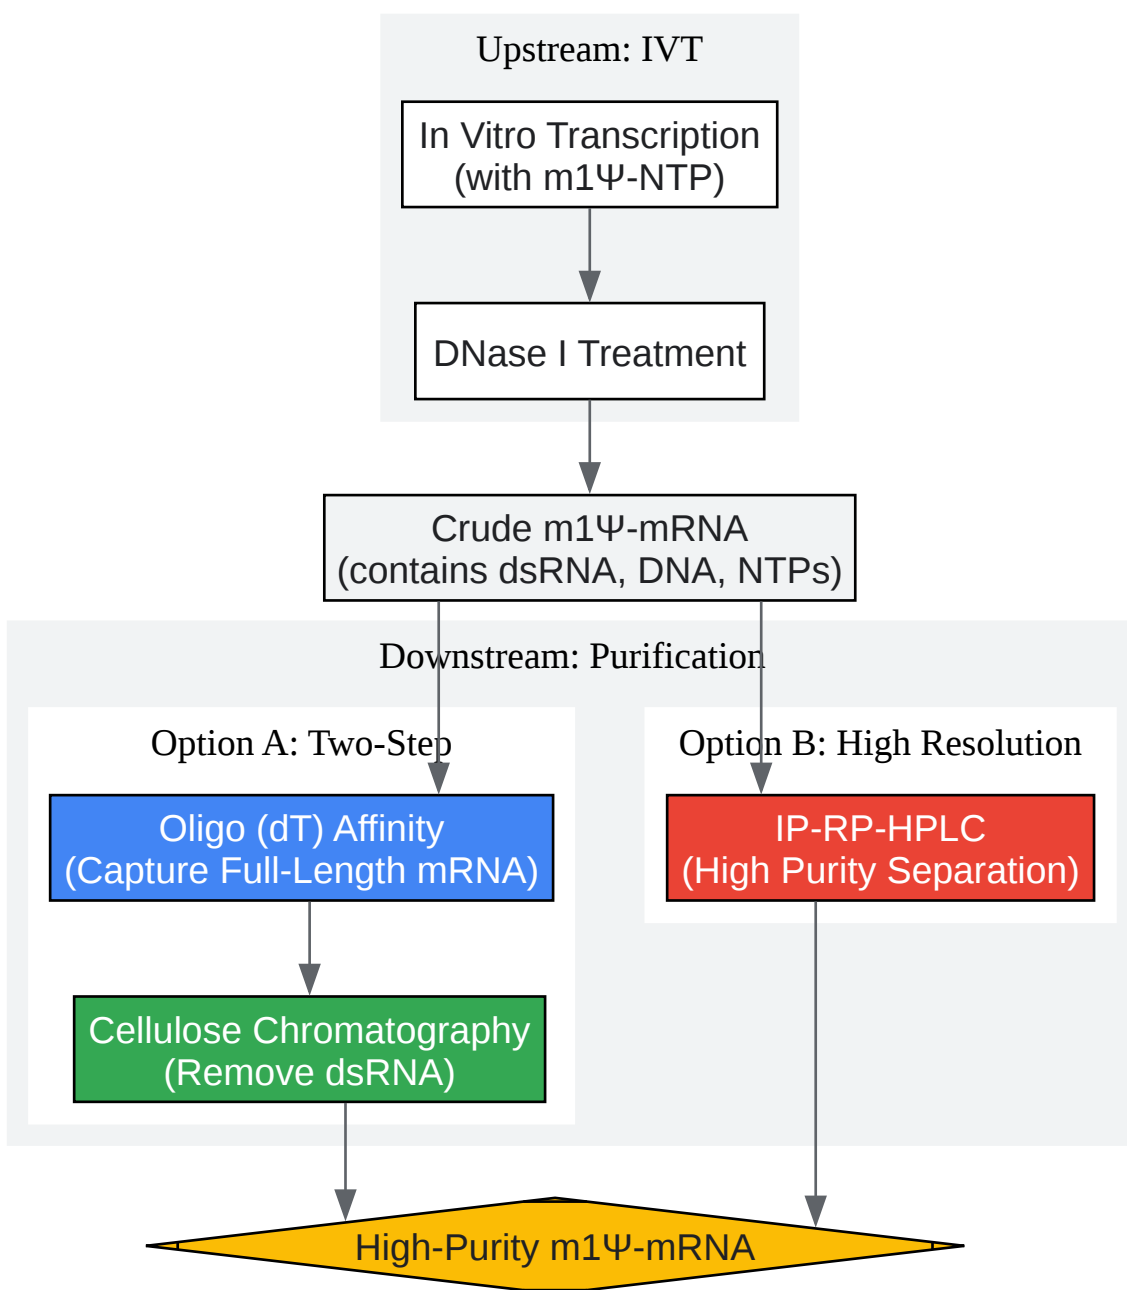 Upstream: IVT
In Vitro Transcription
(with m1Ψ-NTP)
DNase I Treatment
Crude m1Ψ-mRNA
(contains dsRNA, DNA, NTPs)
Downstream: Purification
Option A: Two-Step
Oligo (dT) Affinity
(Capture Full-Length mRNA)
Cellulose Chromatography
(Remove dsRNA)
Option B: High Resolution
IP-RP-HPLC
(High Purity Separation)
High-Purity m1Ψ-mRNA